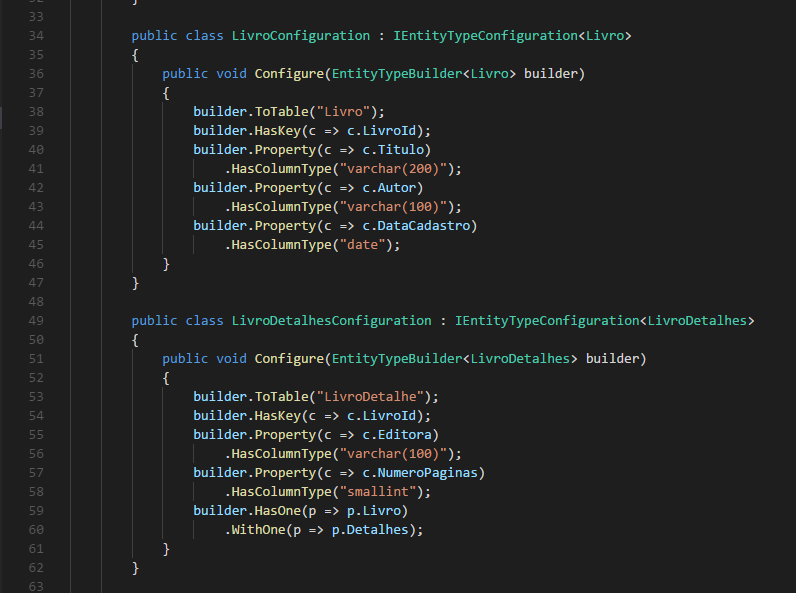 32 }
33
34 public class LivroConfiguration : IEntityTypeConfiguration<Livro>
35 {
36 public void Configure(EntityTypeBuilder<Livro> builder)
37 {
38 builder.ToTable("Livro");
39 builder.HasKey(c => c.LivroId);
40 builder.Property(c => c.Titulo)
41 .HasColumnType("varchar(200)");
42 builder.Property(c => c.Autor)
43 .HasColumnType("varchar(100)");
44 builder.Property(c => c.DataCadastro)
45 .HasColumnType("date");
46 }
47 }
48
49 public class LivroDetalhesConfiguration : IEntityTypeConfiguration<LivroDetalhes>
50 {
51 public void Configure(EntityTypeBuilder<LivroDetalhes> builder)
52 {
53 builder.ToTable("LivroDetalhe");
54 builder.HasKey(c => c.LivroId);
55 builder.Property(c => c.Editora)
56 .HasColumnType("varchar(100)");
57 builder.Property(c => c.NumeroPaginas)
58 .HasColumnType("smallint");
59 builder.HasOne(p => p.Livro)
60 .WithOne(p => p.Detalhes);
61 }
62 }
63